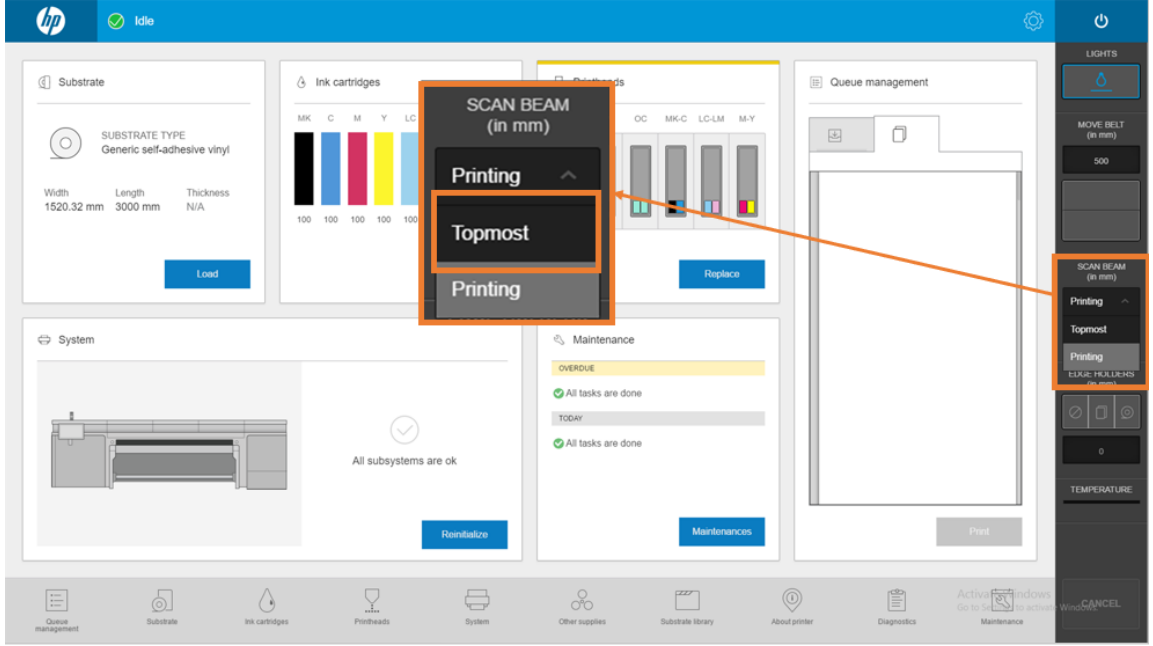 hp
Idle
LIGHTS
Substrate
SUBSTRATE TYPE
Generic self-adhesive vinyl
Width
Length
Thickness
1520.32 mm
3000 mm
N/A
Load
Ink cartridges
MK
C
M
Y
LC
100
100
100
100
100
SCAN BEAM
(in mm)
Printing
Topmost
Printing
OC
MK-C
LC-LM
M-Y
Replace
Queue management
Print
MOVE BELT
(in mm)
500
SCAN BEAM
(in mm)
Printing
Topmost
Printing
EDGE HOLDERS
(in mm)
0
TEMPERATURE
CANCEL
System
All subsystems are ok
Reinitialize
Maintenance
OVERDUE
All tasks are done
TODAY
All tasks are done
Maintenances
Queue
management
Substrate
Ink cartridges
Printheads
System
Other supplies
Substrate library
About printer
Diagnostics
Maintenance